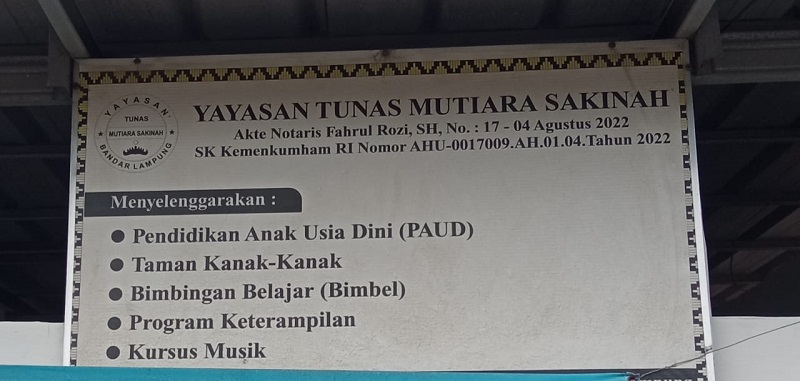 YAYASAN
TUNAS
MUTIARA SAKINAH
BANDAR LAMPUNG
YAYASAN TUNAS MUTIARA SAKINAH
Akte Notaris Fahrul Rozi, SH, No. : 17 - 04 Agustus 2022
SK Kemenkumham RI Nomor AHU-0017009.AH.01.04.Tahun 2022
Menyelenggarakan :
● Pendidikan Anak Usia Dini (PAUD)
● Taman Kanak-Kanak
● Bimbingan Belajar (Bimbel)
● Program Keterampilan
● Kursus Musik